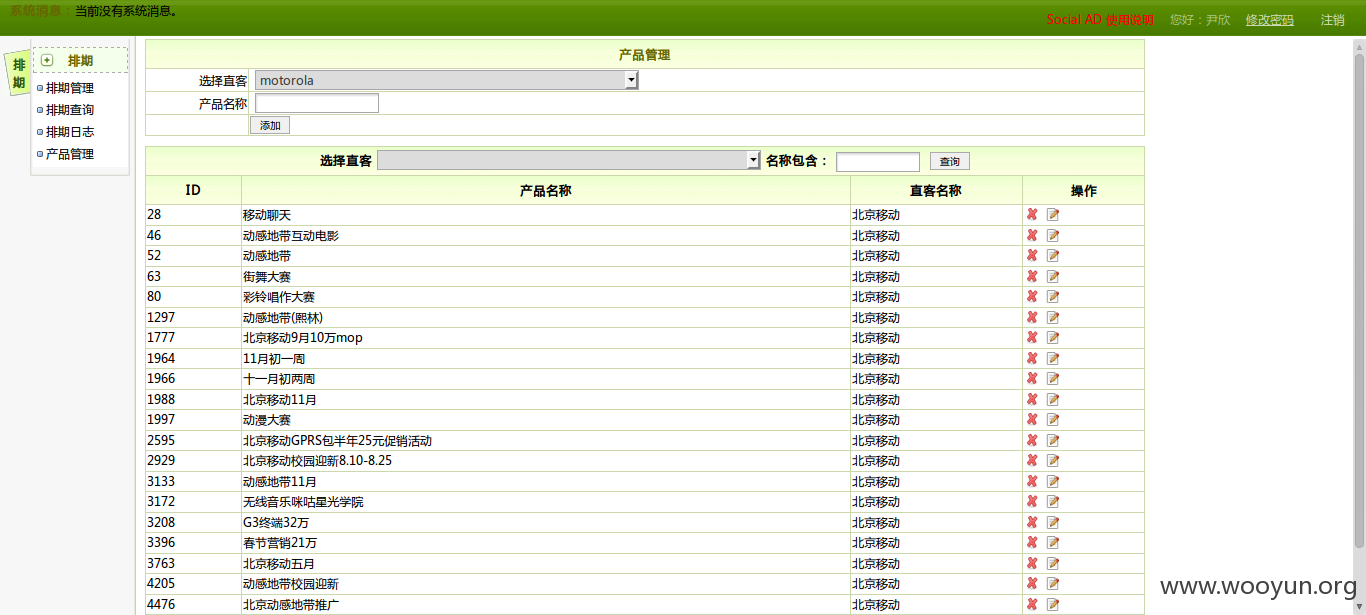 系统消息：当前没有系统消息。
Social AD 使用说明 您好：尹欣 修改密码 注销
排期
排期
排期管理
排期查询
排期日志
产品管理
产品管理
选择直客 motorola
产品名称
添加
选择直客 名称包含： 查询
ID 产品名称 直客名称 操作
28 移动聊天 北京移动
46 动感地带互动电影 北京移动
52 动感地带 北京移动
63 街舞大赛 北京移动
80 彩铃唱作大赛 北京移动
1297 动感地带(熙林) 北京移动
1777 北京移动9月10万mop 北京移动
1964 11月初一周 北京移动
1966 十一月初两周 北京移动
1988 北京移动11月 北京移动
1997 动漫大赛 北京移动
2595 北京移动GPRS包半年25元促销活动 北京移动
2929 北京移动校园迎新8.10-8.25 北京移动
3133 动感地带11月 北京移动
3172 无线音乐咪咕星光学院 北京移动
3208 G3终端32万 北京移动
3396 春节营销21万 北京移动
3763 北京移动五月 北京移动
4205 动感地带校园迎新 北京移动
4476 北京动感地带推广 北京移动
www.wooyun.org